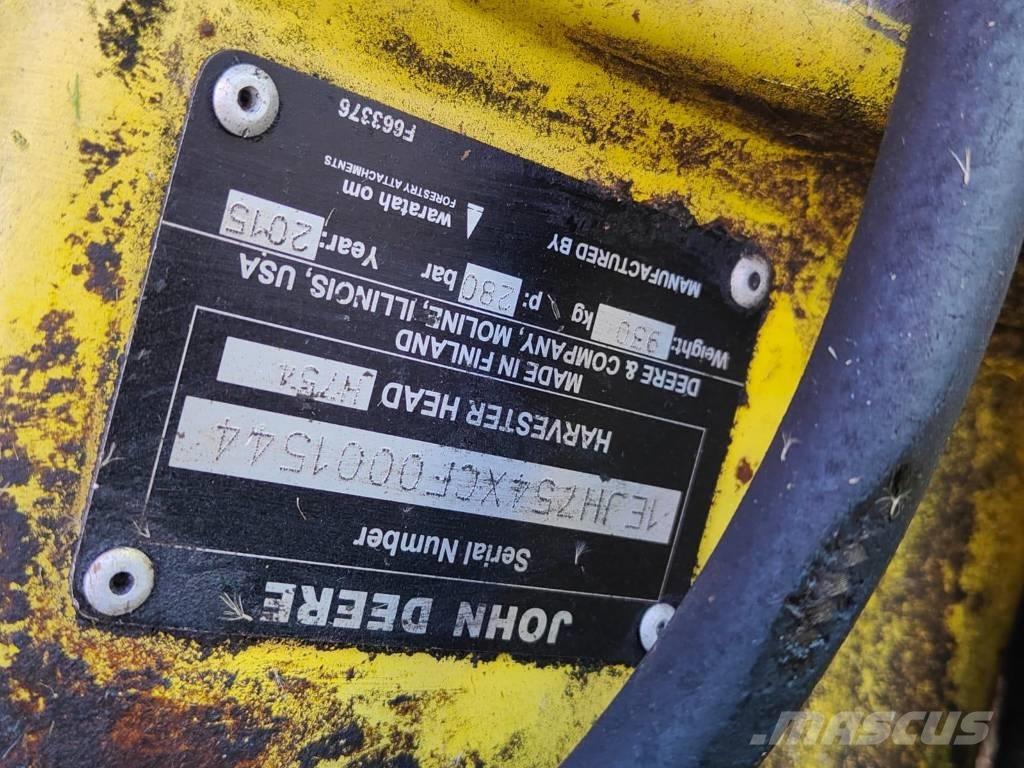 JOHN DEERE
Serial Number
1EJH754XCF0001544
HARVESTER HEAD H754
MADE IN FINLAND
DEERE & COMPANY, MOLINE, ILLINOIS, USA
Weight: 930 kg p: 280 bar Year: 2015
MANUFACTURED BY waratah om
FORESTRY ATTACHMENTS
F663376
MASCUS